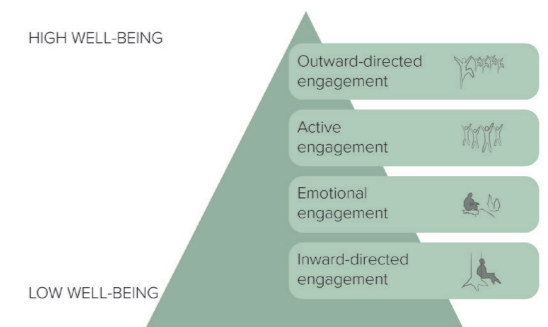 HIGH WELL-BEING
Outward-directed
engagement
Active
engagement
Emotional
engagement
Inward-directed
engagement
LOW WELL-BEING